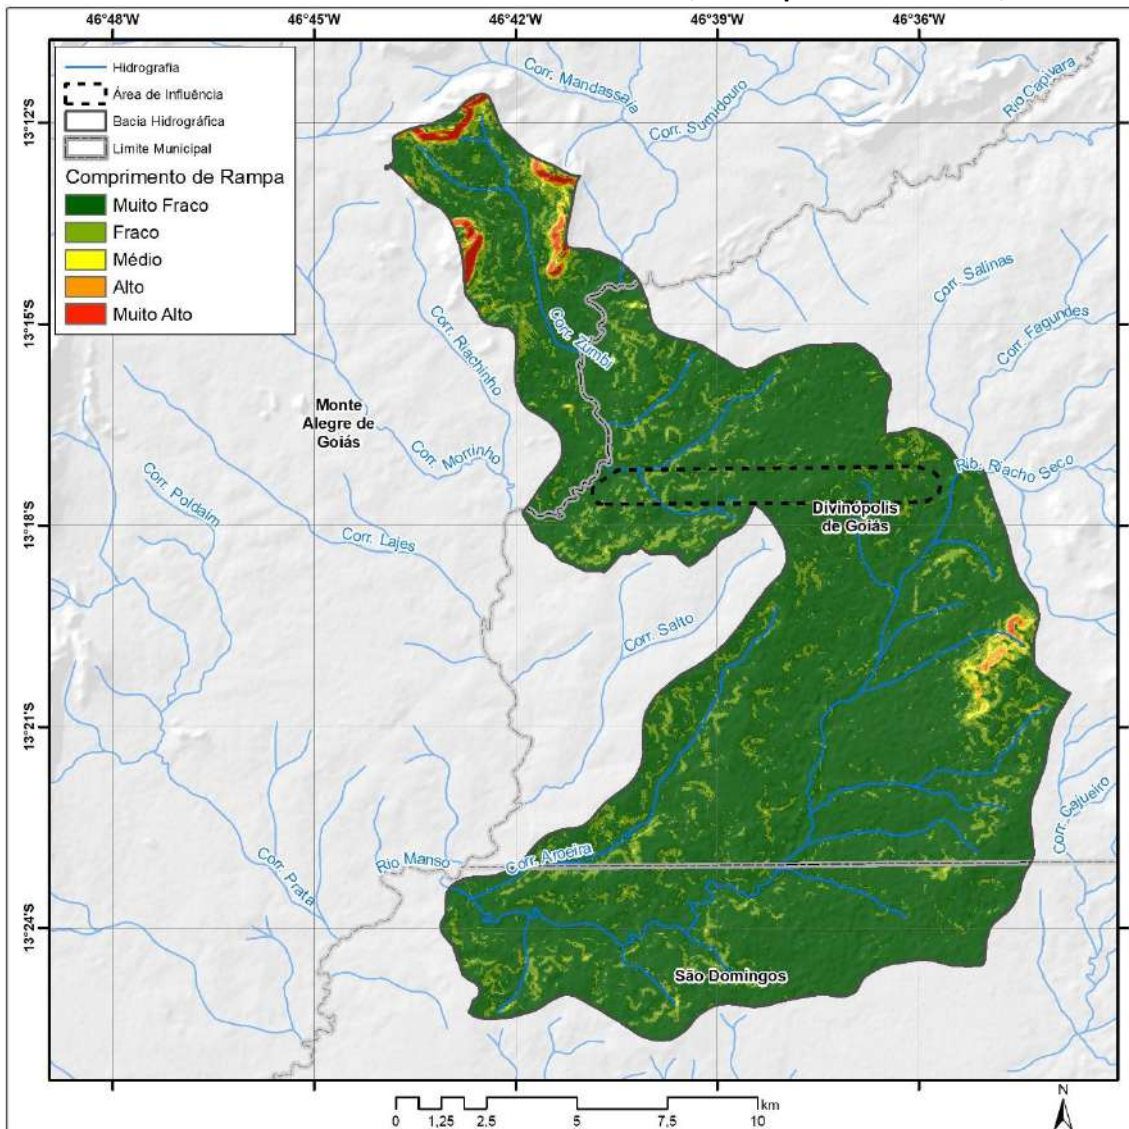 46°48'W
46°45'W
46°42'W
46°39'W
46°36'W
13°12'S
13°15'S
13°18'S
13°21'S
13°24'S
Hidrografia
Área de Influência
Bacia Hidrográfica
Limite Municipal
Comprimento de Rampa
Muito Fraco
Fraco
Médio
Alto
Muito Alto
Corr. Mandassaia
Corr. Sumidouro
Rio Capivara
Corr. Salinas
Corr. Fagundes
Corr. Riachinho
Corr. Zumbi
Monte
Alegre de
Goiás
Corr. Morrinho
Corr. Poldaim
Rib. Riacho Seco
Divinópolis
de Goiás
Corr. Lajes
Corr. Salto
Corr. Cajueiro
Rio Manso
Corr. Aroeira
Corr. Prata
São Domingos
0
1,25
2,5
5
7,5
10
km
N